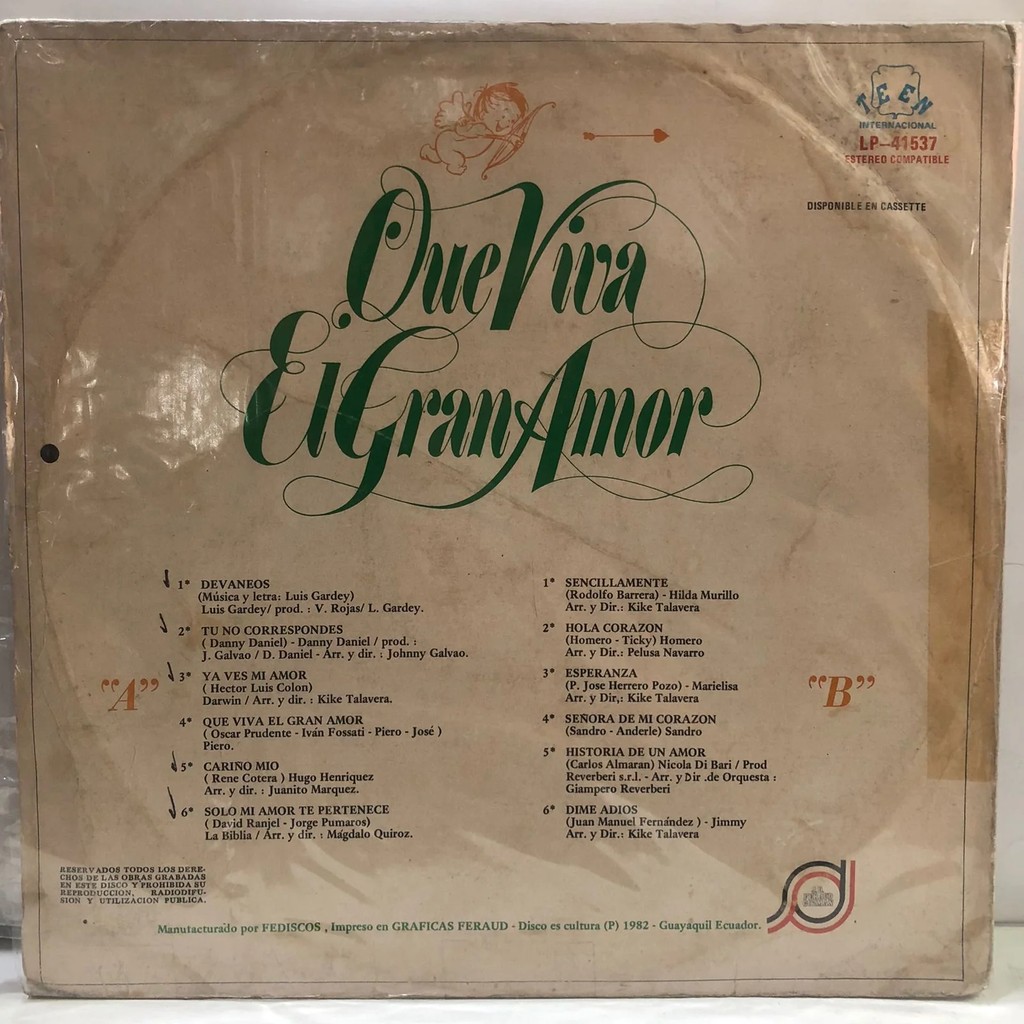 TEEN
INTERNACIONAL
LP-41537
ESTEREO COMPATIBLE
DISPONIBLE EN CASSETTE
Que Viva
El Gran Amor
"A"
1° DEVANEOS
(Música y letra: Luis Gardey)
Luis Gardey/ prod. : V. Rojas/ L. Gardey.
2° TU NO CORRESPONDES
( Danny Daniel) - Danny Daniel / prod. :
J. Galvao / D. Daniel - Arr. y dir. : Johnny Galvao.
3° YA VES MI AMOR
( Hector Luis Colon)
Darwin / Arr. y dir. : Kike Talavera.
4° QUE VIVA EL GRAN AMOR
( Oscar Prudente - Iván Fossati - Piero - José )
Piero.
5° CARIÑO MIO
( Rene Cotera ) Hugo Henriquez
Arr. y dir. : Juanito Marquez.
6° SOLO MI AMOR TE PERTENECE
( David Ranjel - Jorge Pumaros)
La Biblia / Arr. y dir. : Magdalo Quiroz.
"B"
1° SENCILLAMENTE
(Rodolfo Barrera) - Hilda Murillo
Arr. y Dir.: Kike Talavera
2° HOLA CORAZON
(Homero - Ticky) Homero
Arr. y Dir.: Pelusa Navarro
3° ESPERANZA
(P. Jose Herrero Pozo) - Marielisa
Arr. y Dir,: Kike Talavera
4° SEÑORA DE MI CORAZON
(Sandro - Anderle) Sandro
5° HISTORIA DE UN AMOR
(Carlos Almaran) Nicola Di Bari / Prod
Reverberi s.r.l. - Arr. y Dir .de Orquesta :
Giampero Reverberi
6° DIME ADIOS
(Juan Manuel Fernández ) - Jimmy
Arr. y Dir.: Kike Talavera
RESERVADOS TODOS LOS DERE-
CHOS DE LAS OBRAS GRABADAS
EN ESTE DISCO Y PROHIBIDA SU
REPRODUCCION, RADIODIFU-
SION Y UTILIZACION PUBLICA.
Manufacturado por FEDISCOS , Impreso en GRAFICAS FERAUD - Disco es cultura (P) 1982 - Guayaquil Ecuador.